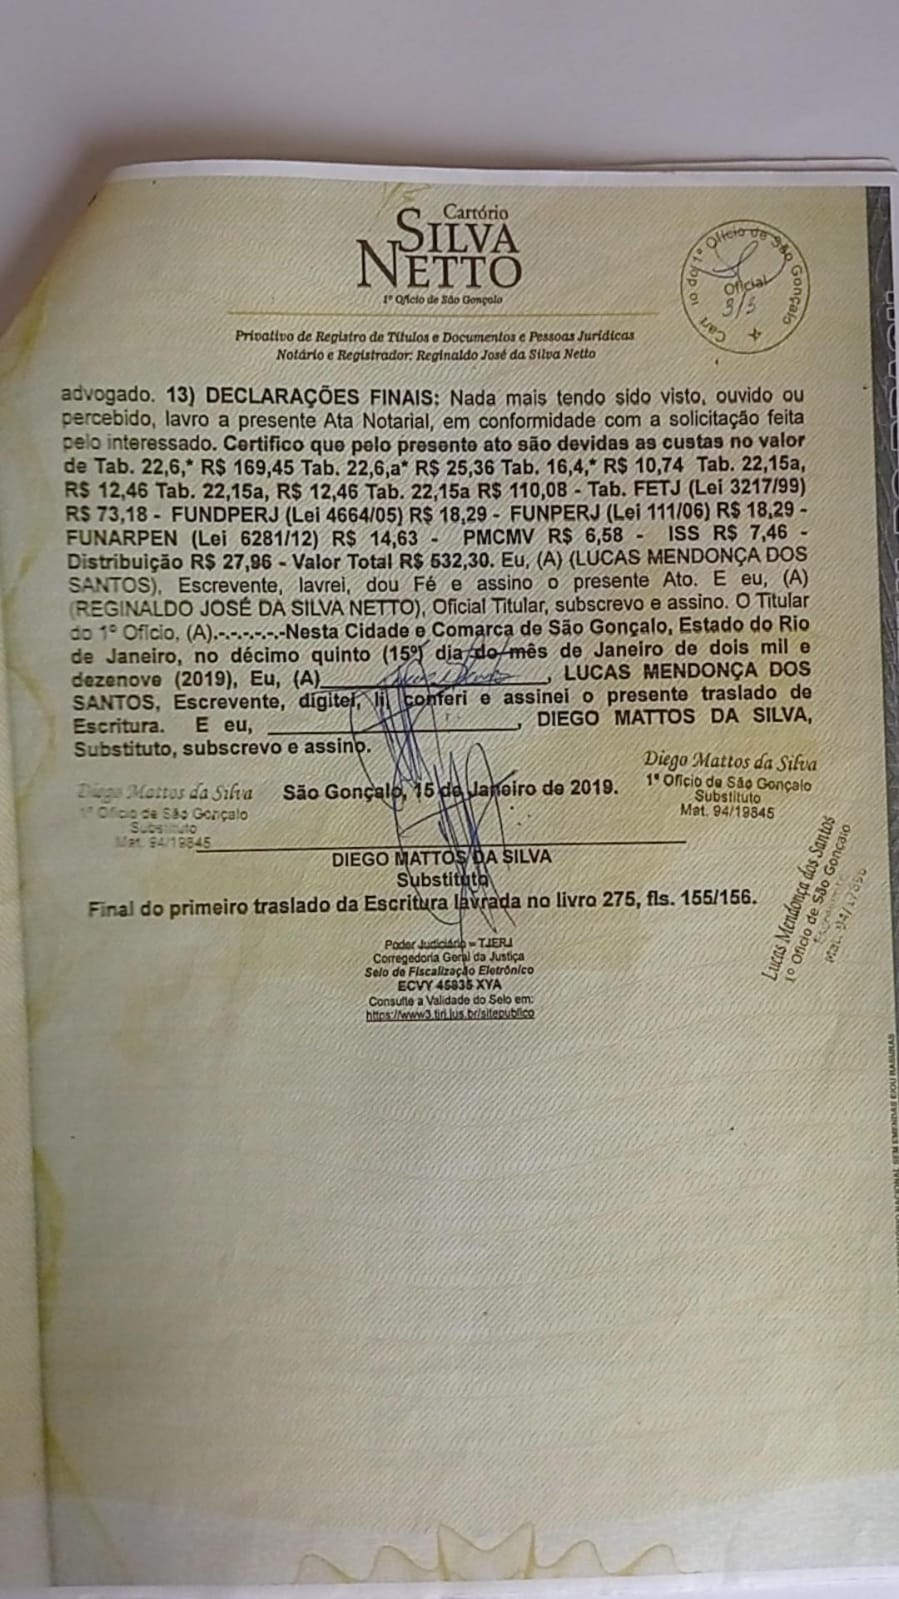 Cartório
SILVA
NETTO
1º Ofício de São Gonçalo
Cart io do 1º Ofício de São Gonçalo
Oficial
3/3
Privativo de Registro de Títulos e Documentos e Pessoas Jurídicas
Notário e Registrador: Reginaldo José da Silva Netto
advogado. 13) DECLARAÇÕES FINAIS: Nada mais tendo sido visto, ouvido ou
percebido, lavro a presente Ata Notarial, em conformidade com a solicitação feita
pelo interessado. Certifico que pelo presente ato são devidas as custas no valor
de Tab. 22,6,* R$ 169,45 Tab. 22,6,a* R$ 25,36 Tab. 16,4,* R$ 10,74 Tab. 22,15a,
R$ 12,46 Tab. 22,15a, R$ 12,46 Tab. 22,15a R$ 110,08 - Tab. FETJ (Lei 3217/99)
R$ 73,18 - FUNDPERJ (Lei 4664/05) R$ 18,29 - FUNPERJ (Lei 111/06) R$ 18,29 -
FUNARPEN (Lei 6281/12) R$ 14,63 - PMCMV R$ 6,58 - ISS R$ 7,46 -
Distribuição R$ 27,96 - Valor Total R$ 532,30. Eu, (A) (LUCAS MENDONÇA DOS
SANTOS), Escrevente, lavrei, dou Fé e assino o presente Ato. E eu, (A)
(REGINALDO JOSÉ DA SILVA NETTO), Oficial Titular, subscrevo e assino. O Titular
do 1º Ofício, (A).-.-.-.-.-.-Nesta Cidade e Comarca de São Gonçalo, Estado do Rio
de Janeiro, no décimo quinto (15º) dia do mês de Janeiro de dois mil e
dezenove (2019), Eu, (A)____________________, LUCAS MENDONÇA DOS
SANTOS, Escrevente, digitei, li, conferi e assinei o presente traslado de
Escritura. E eu, ____________________, DIEGO MATTOS DA SILVA,
Substituto, subscrevo e assino.
Diego Mattos da Silva
1º Ofício de São Gonçalo
Substituto
Mat. 94/19845
São Gonçalo, 15 de Janeiro de 2019.
Diego Mattos da Silva
1º Ofício de São Gonçalo
Substituto
Mat. 94/19845
DIEGO MATTOS DA SILVA
Substituto
Final do primeiro traslado da Escritura lavrada no livro 275, fls. 155/156.
Lucas Mendonça dos Santos
1º Ofício de São Gonçalo
Escrevente
Poder Judiciário - TJERJ
Corregedoria Geral da Justiça
Selo de Fiscalização Eletrônico
ECVY 45835 XYA
Consulte a Validade do Selo em:
https://www3.tjrj.jus.br/sitepublico
NACIONAL SEM EMENDAS E/OU RASURAS